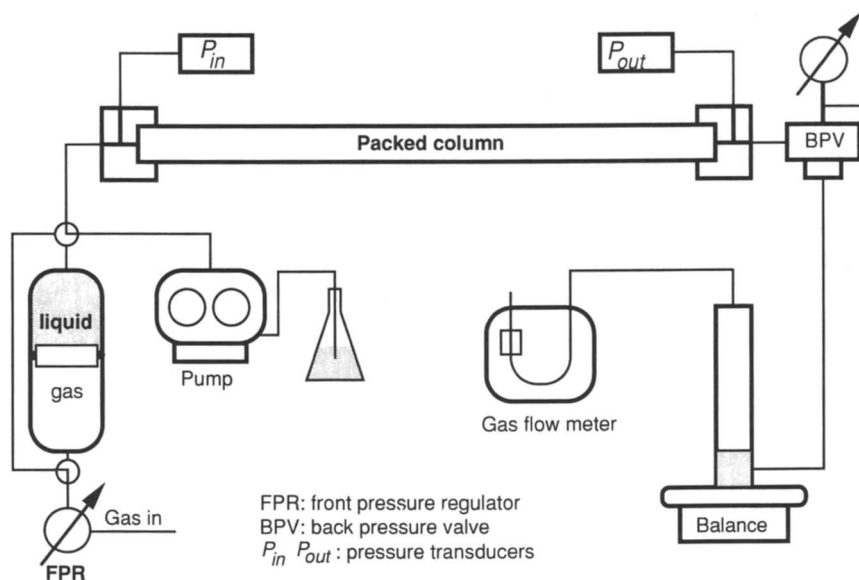 P_in
P_out
Packed column
BPV
liquid
gas
Pump
Gas flow meter
Gas in
FPR
FPR: front pressure regulator
BPV: back pressure valve
P_in P_out : pressure transducers
Balance